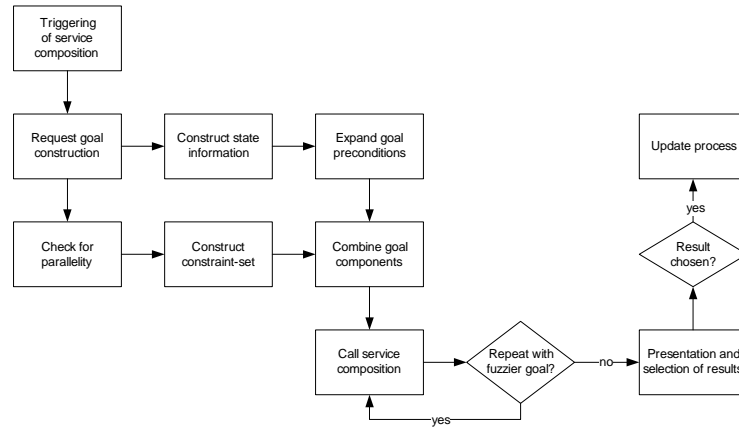 Triggering
of service
composition
Request goal
construction
Construct state
information
Expand goal
preconditions
Update process
yes
Check for
parallelity
Construct
constraint-set
Combine goal
components
Result
chosen?
Call service
composition
Repeat with
fuzzier goal?
no
Presentation and
selection of results
yes